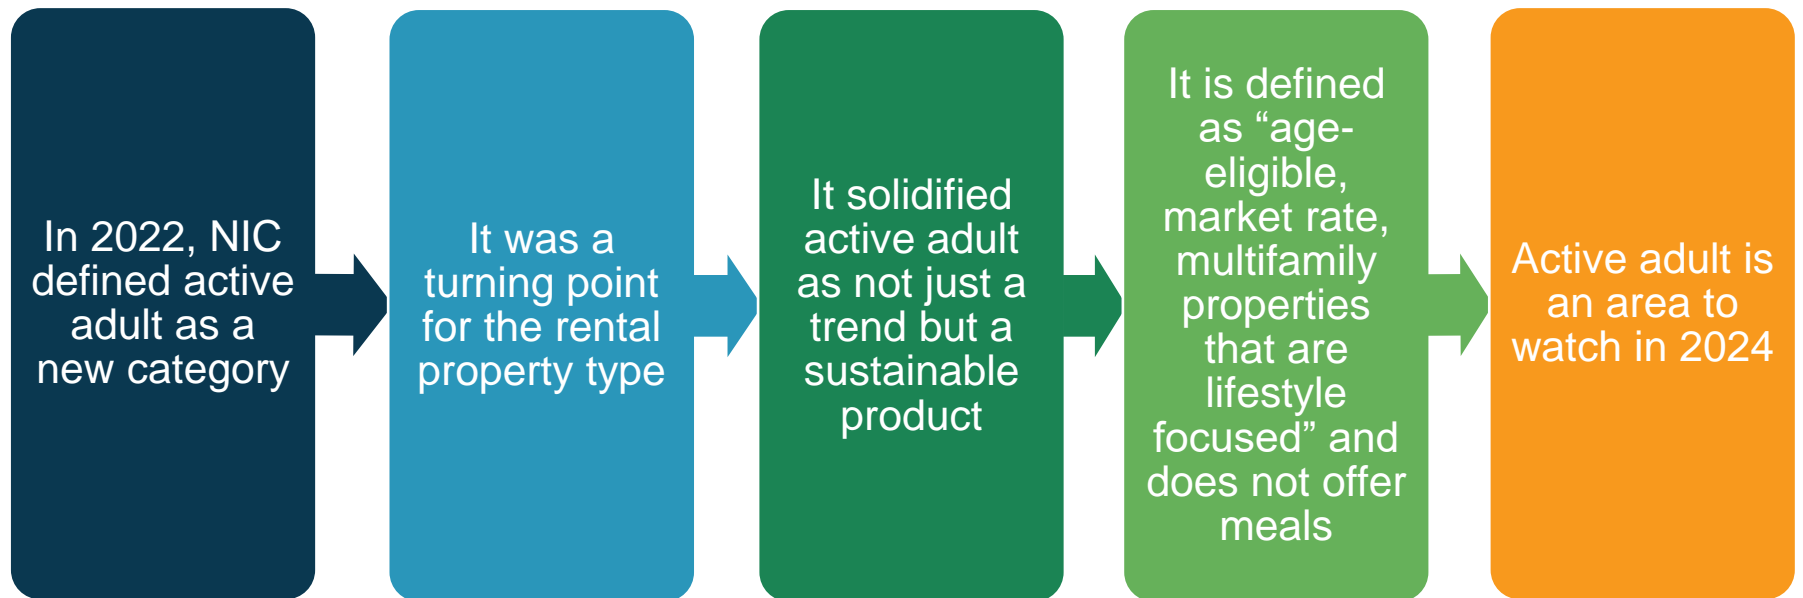 In 2022, NIC
defined active
adult as a
new category
It was a
turning point
for the rental
property type
It solidified
active adult
as not just a
trend but a
sustainable
product
It is defined
as “age-
eligible,
market rate,
multifamily
properties
that are
lifestyle
focused” and
does not offer
meals
Active adult is
an area to
watch in 2024